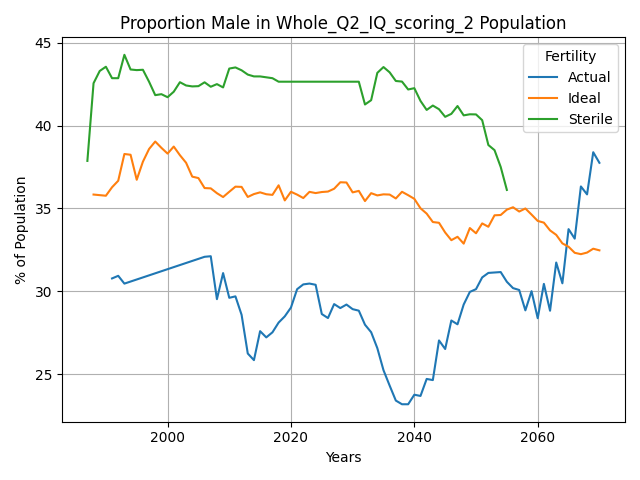 Proportion Male in Whole_Q2_IQ_scoring_2 Population
Fertility
Actual
Ideal
Sterile
% of Population
45
40
35
30
25
2000
2020
2040
2060
Years